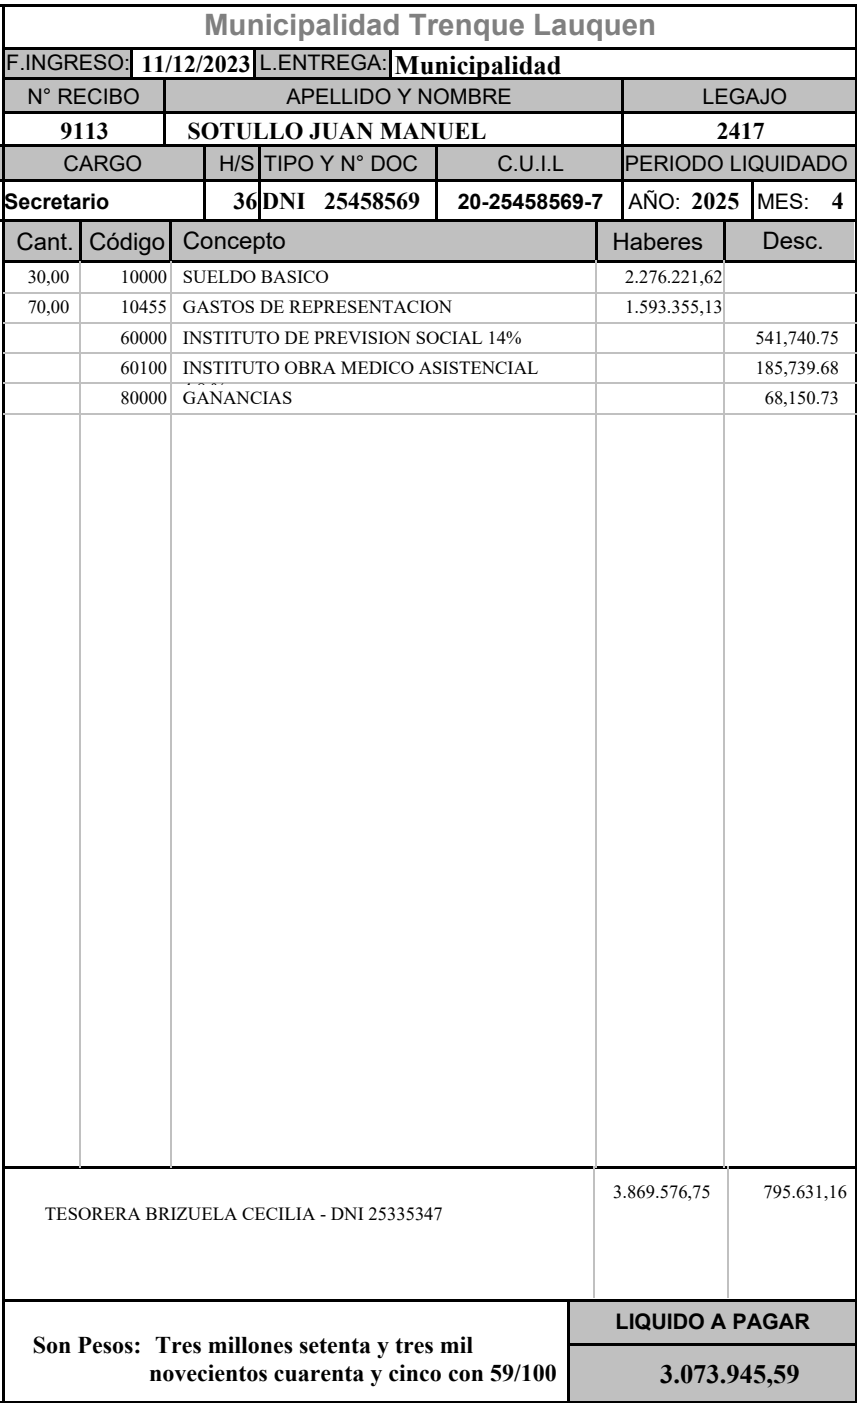 Municipalidad Trenque Lauquen
F.INGRESO: 11/12/2023 L.ENTREGA: Municipalidad
N° RECIBO APELLIDO Y NOMBRE LEGAJO
9113 SOTULLO JUAN MANUEL 2417
CARGO H/S TIPO Y N° DOC C.U.I.L PERIODO LIQUIDADO
Secretario 36 DNI 25458569 20-25458569-7 AÑO: 2025 MES: 4
Cant. Código Concepto Haberes Desc.
30,00 10000 SUELDO BASICO 2.276.221,62
70,00 10455 GASTOS DE REPRESENTACION 1.593.355,13
60000 INSTITUTO DE PREVISION SOCIAL 14% 541,740.75
60100 INSTITUTO OBRA MEDICO ASISTENCIAL 185,739.68
80000 GANANCIAS 68,150.73
3.869.576,75 795.631,16
TESORERA BRIZUELA CECILIA - DNI 25335347
LIQUIDO A PAGAR
Son Pesos: Tres millones setenta y tres mil
novecientos cuarenta y cinco con 59/100 3.073.945,59